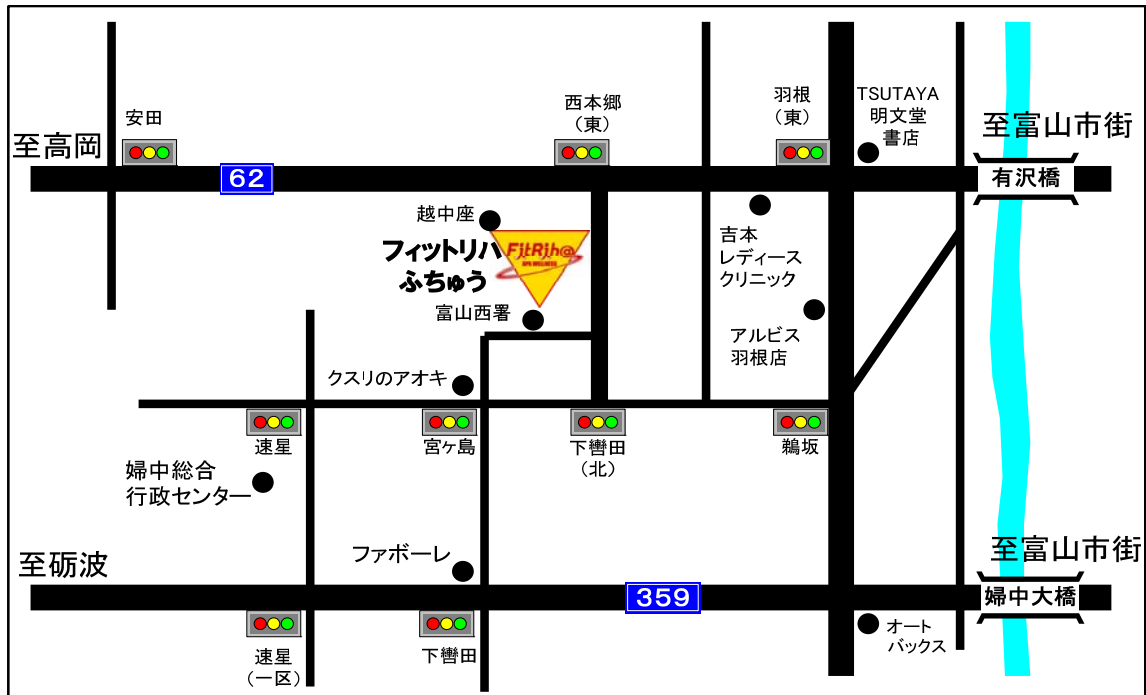 安田
西本郷
(東)
羽根
(東)
TSUTAYA
明文堂
書店
至富山市街
至高岡
62
有沢橋
越中座
フィットリハ
ふちゅう
FitRih@
SPA WELLNESS
吉本
レディース
クリニック
富山西署
アルビス
羽根店
クスリのアオキ
速星
宮ヶ島
下轡田
(北)
鵜坂
婦中総合
行政センター
ファボーレ
至砺波
至富山市街
359
婦中大橋
速星
(一区)
下轡田
オート
バックス